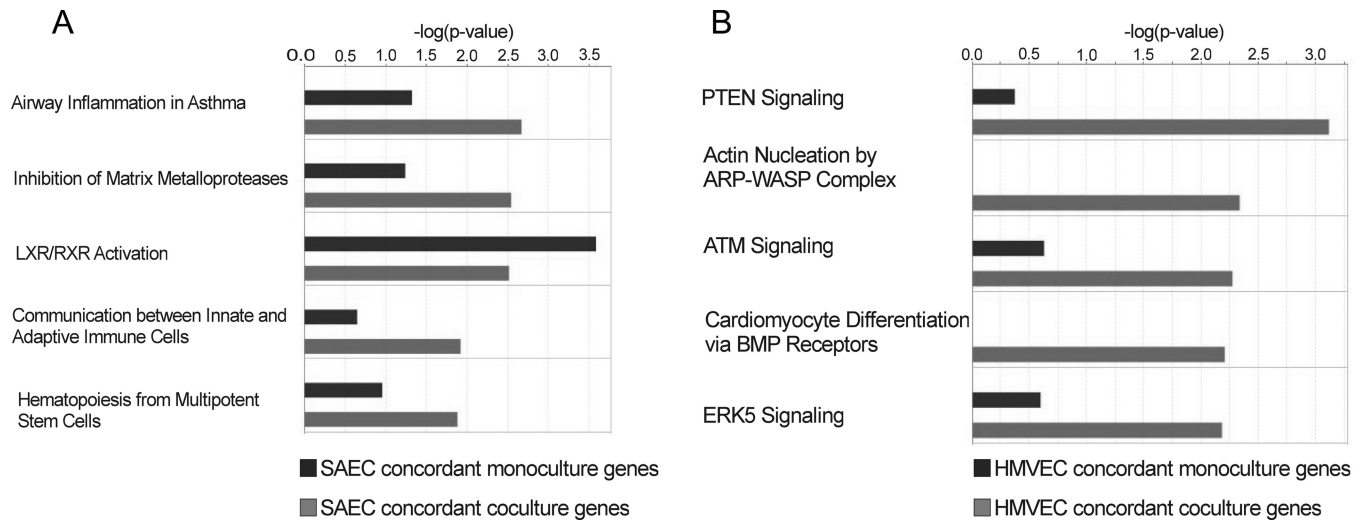 A
-log(p-value)
0.0 0.5 1.0 1.5 2.0 2.5 3.0 3.5
Airway Inflammation in Asthma
Inhibition of Matrix Metalloproteases
LXR/RXR Activation
Communication between Innate and
Adaptive Immune Cells
Hematopoiesis from Multipotent
Stem Cells
SAEC concordant monoculture genes
SAEC concordant coculture genes
B
-log(p-value)
0.0 0.5 1.0 1.5 2.0 2.5 3.0
PTEN Signaling
Actin Nucleation by
ARP-WASP Complex
ATM Signaling
Cardiomyocyte Differentiation
via BMP Receptors
ERK5 Signaling
HMVEC concordant monoculture genes
HMVEC concordant coculture genes